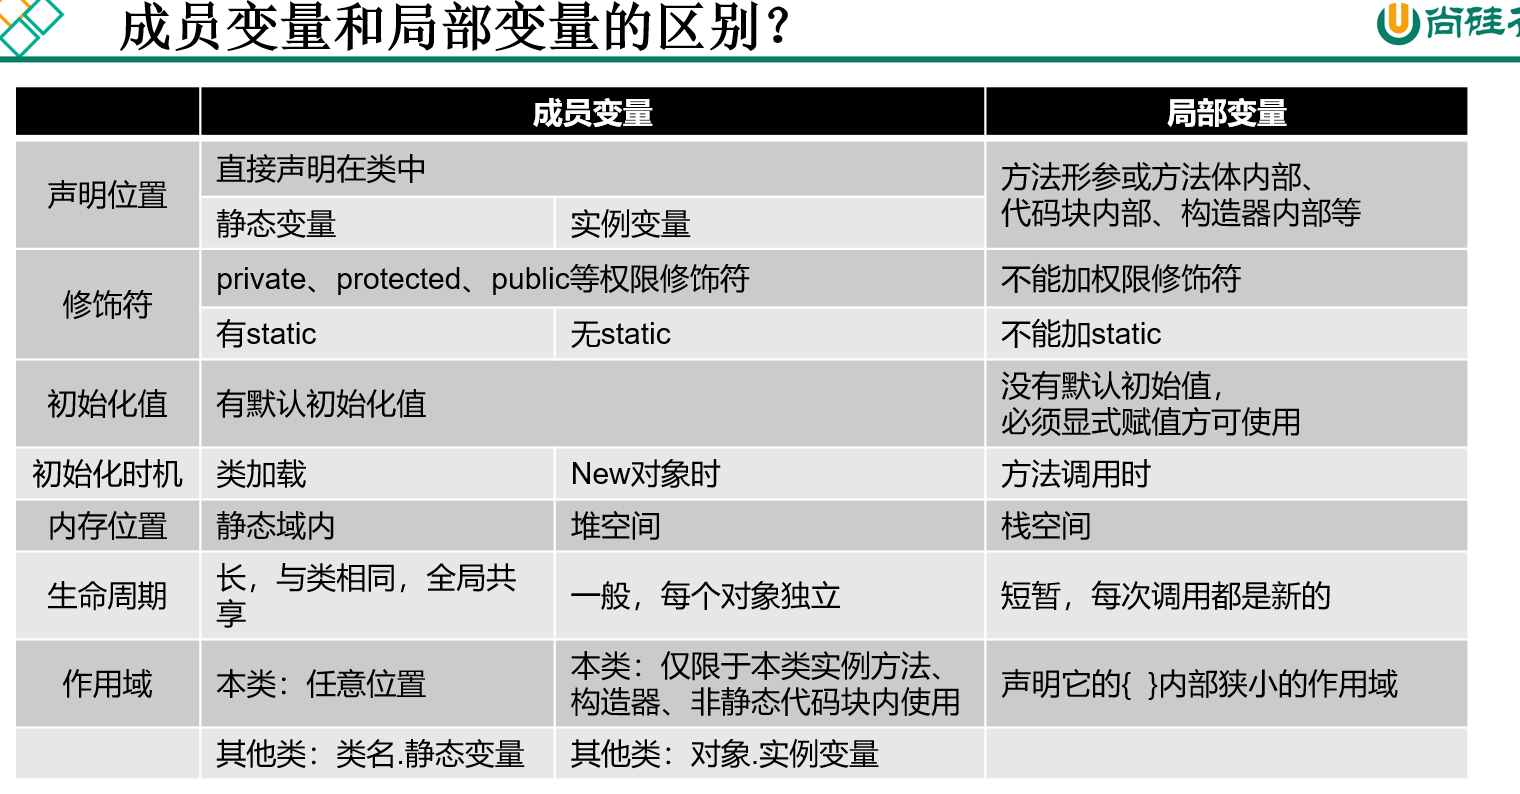 成员变量和局部变量的区别？
尚硅
成员变量 局部变量
声明位置
直接声明在类中
方法形参或方法体内部、
代码块内部、构造器内部等
静态变量 实例变量
修饰符
private、protected、public等权限修饰符 不能加权限修饰符
有static 无static 不能加static
初始化值 有默认初始化值
没有默认初始值，
必须显式赋值方可使用
初始化时机 类加载 New对象时 方法调用时
内存位置 静态域内 堆空间 栈空间
生命周期
长，与类相同，全局共
享
一般，每个对象独立 短暂，每次调用都是新的
作用域 本类：任意位置
本类：仅限于本类实例方法、
构造器、非静态代码块内使用
声明它的{ }内部狭小的作用域
其他类：类名.静态变量 其他类：对象.实例变量